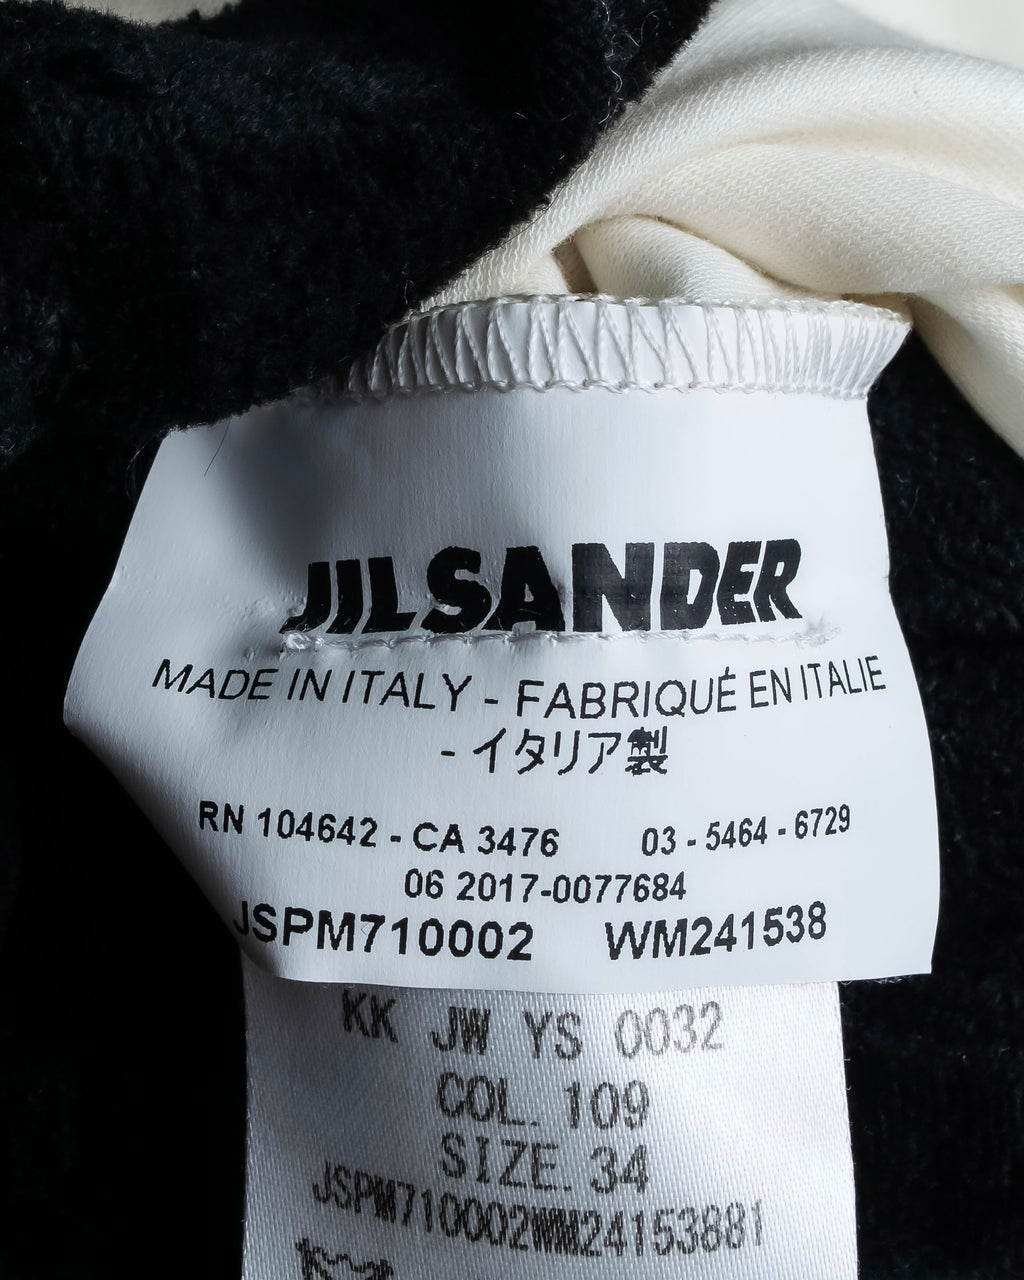 JILSANDER
MADE IN ITALY - FABRIQUÉ EN ITALIE
- イタリア製
RN 104642 - CA 3476 03 - 5464 - 6729
06 2017-0077684
JSPM710002 WM241538
KK JW YS 0032
COL. 109
SIZE. 34
JSPM710002WM24153881